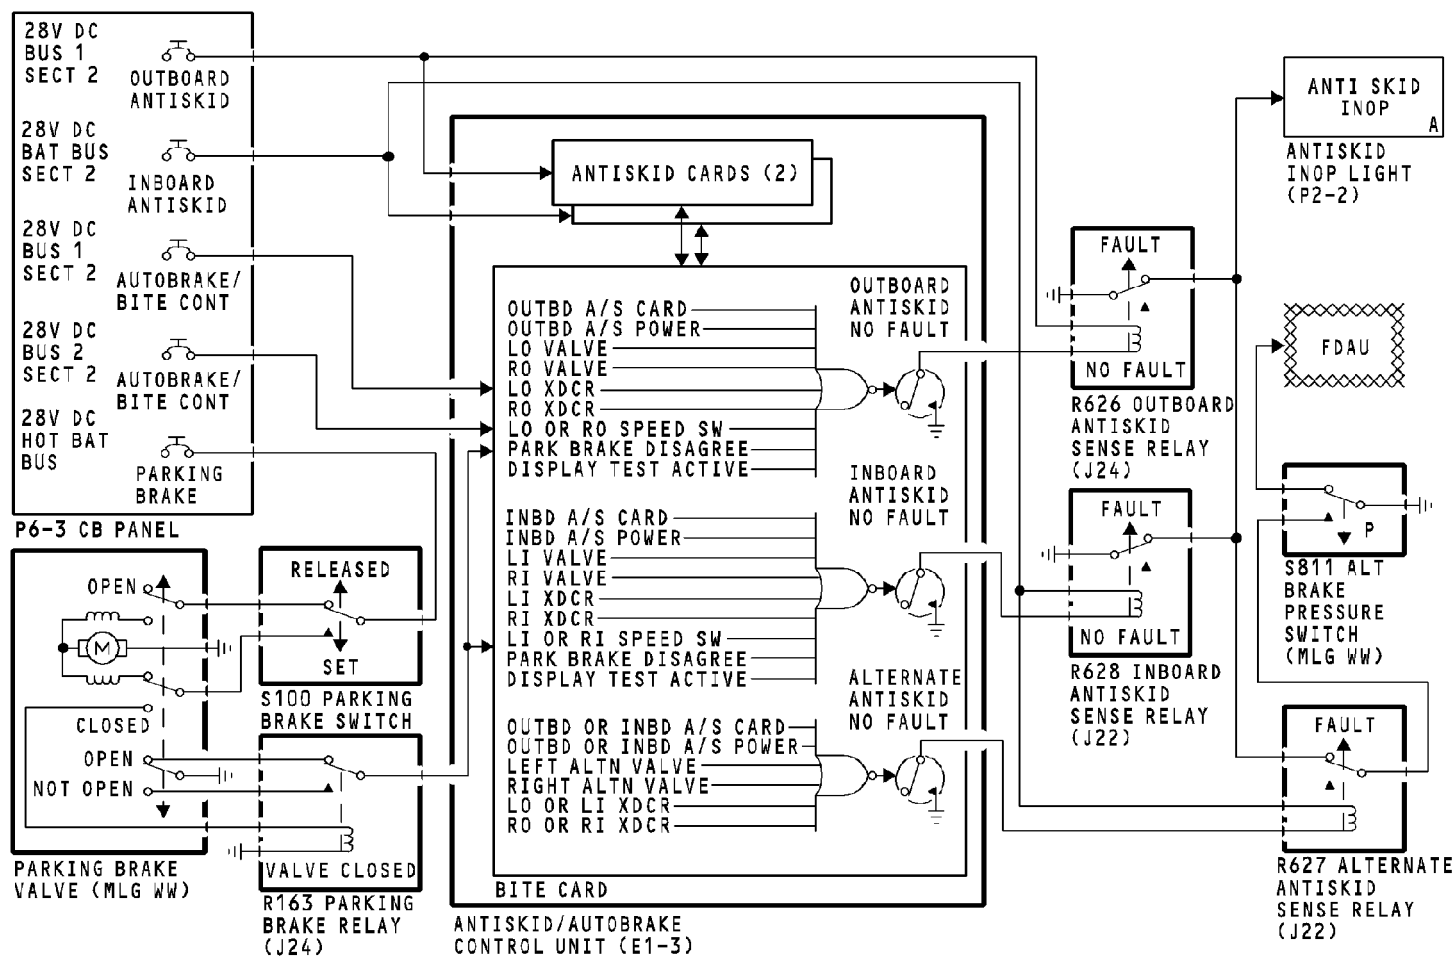 28V DC
BUS 1
SECT 2
OUTBOARD
ANTISKID
28V DC
BAT BUS
SECT 2
INBOARD
ANTISKID
28V DC
BUS 1
SECT 2
AUTOBRAKE/
BITE CONT
28V DC
BUS 2
SECT 2
AUTOBRAKE/
BITE CONT
28V DC
HOT BAT
BUS
PARKING
BRAKE
P6-3 CB PANEL
OPEN
M
CLOSED
OPEN
NOT OPEN
PARKING BRAKE
VALVE (MLG WW)
RELEASED
SET
S100 PARKING
BRAKE SWITCH
VALVE CLOSED
R163 PARKING
BRAKE RELAY
(J24)
ANTISKID CARDS (2)
OUTBD A/S CARD
OUTBD A/S POWER
LO VALVE
RO VALVE
LO XDCR
RO XDCR
LO OR RO SPEED SW
PARK BRAKE DISAGREE
DISPLAY TEST ACTIVE
OUTBOARD
ANTISKID
NO FAULT
INBD A/S CARD
INBD A/S POWER
LI VALVE
RI VALVE
LI XDCR
RI XDCR
LI OR RI SPEED SW
PARK BRAKE DISAGREE
DISPLAY TEST ACTIVE
INBOARD
ANTISKID
NO FAULT
OUTBD OR INBD A/S CARD
OUTBD OR INBD A/S POWER
LEFT ALTN VALVE
RIGHT ALTN VALVE
LO OR LI XDCR
RO OR RI XDCR
ALTERNATE
ANTISKID
NO FAULT
BITE CARD
ANTISKID/AUTOBRAKE
CONTROL UNIT (E1-3)
FAULT
NO FAULT
R626 OUTBOARD
ANTISKID
SENSE RELAY
(J24)
FAULT
NO FAULT
R628 INBOARD
ANTISKID
SENSE RELAY
(J22)
ANTI SKID
INOP
A
ANTISKID
INOP LIGHT
(P2-2)
FDAU
P
S811 ALT
BRAKE
PRESSURE
SWITCH
(MLG WW)
FAULT
R627 ALTERNATE
ANTISKID
SENSE RELAY
(J22)